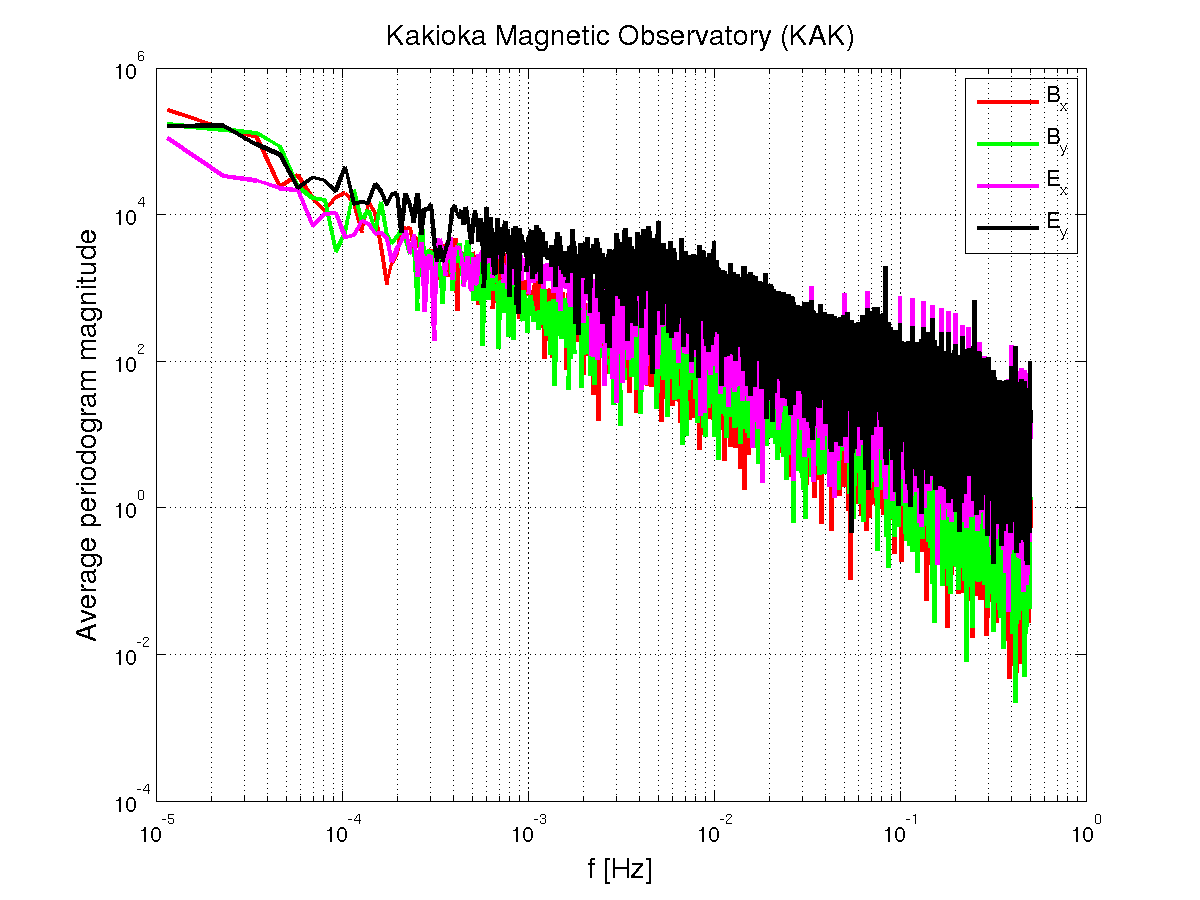 Kakioka Magnetic Observatory (KAK)
10^6
10^4
10^2
10^0
10^-2
10^-4
Average periodogram magnitude
B_x
B_y
E_x
E_y
10^-5
10^-4
10^-3
10^-2
10^-1
10^0
f [Hz]